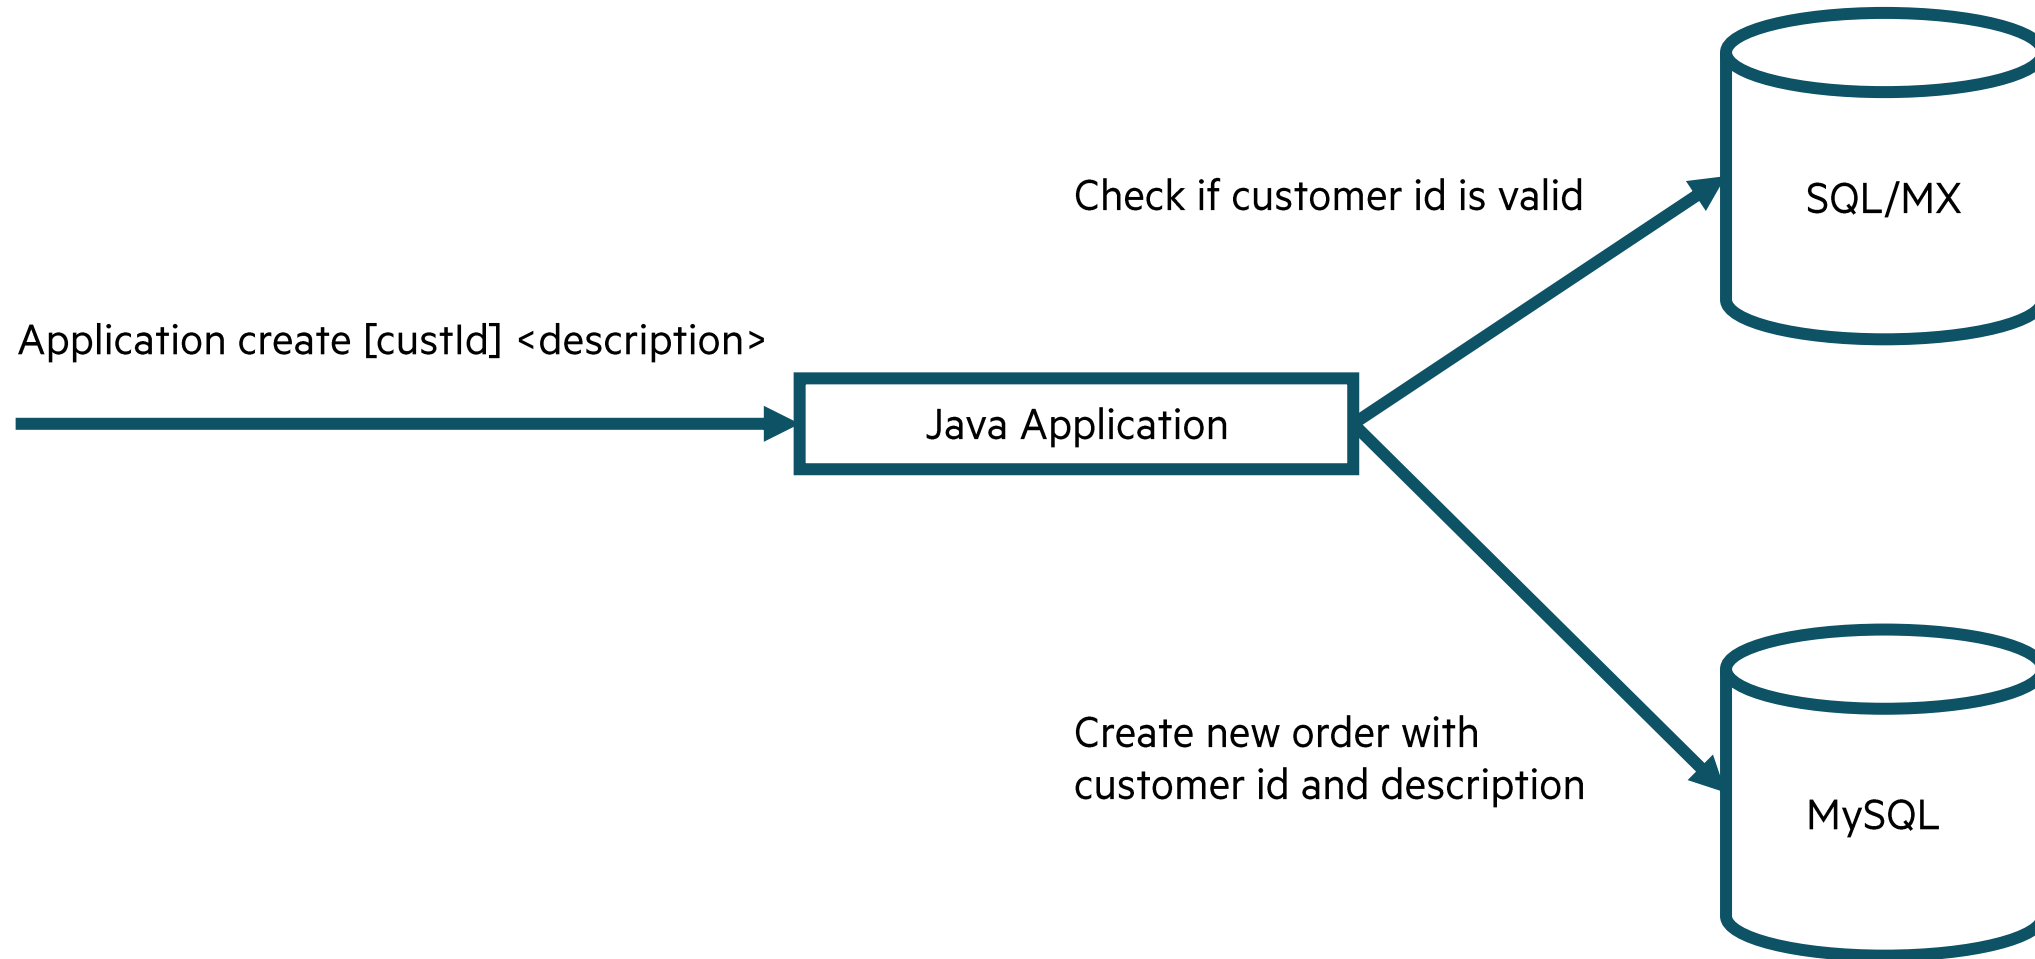 Check if customer id is valid
SQL/MX
Application create [custId] <description>
Java Application
Create new order with
customer id and description
MySQL